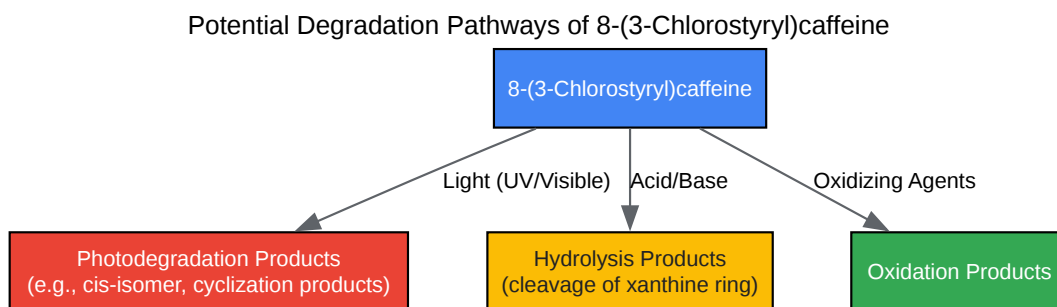 Potential Degradation Pathways of 8-(3-Chlorostyryl)caffeine
8-(3-Chlorostyryl)caffeine
Light (UV/Visible)
Acid/Base
Oxidizing Agents
Photodegradation Products
(e.g., cis-isomer, cyclization products)
Hydrolysis Products
(cleavage of xanthine ring)
Oxidation Products